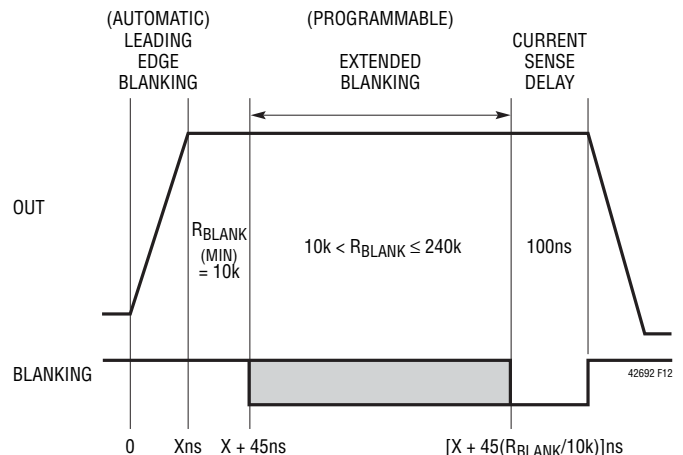 (AUTOMATIC)
LEADING
EDGE
BLANKING
(PROGRAMMABLE)
EXTENDED
BLANKING
CURRENT
SENSE
DELAY
OUT
RBLANK
(MIN)
= 10k
10k < RBLANK ≤ 240k
100ns
BLANKING
42692 F12
0
Xns
X + 45ns
[X + 45(RBLANK/10k)]ns